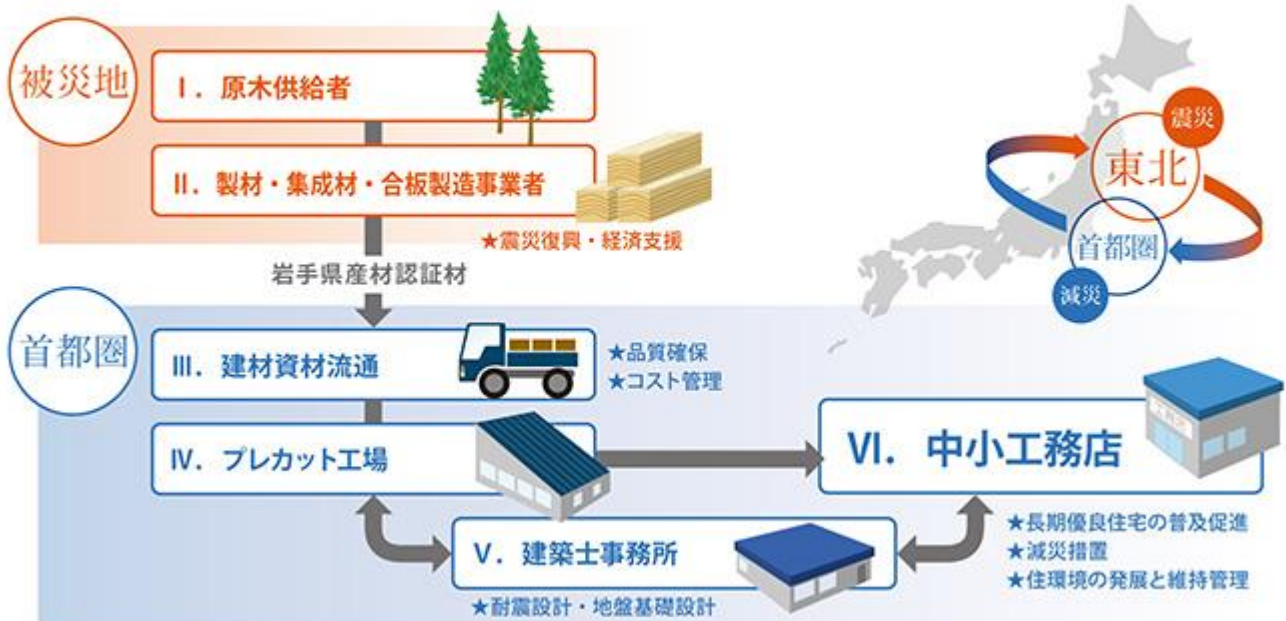 被災地
Ⅰ. 原木供給者
Ⅱ. 製材・集成材・合板製造事業者
★震災復興・経済支援
岩手県産材認証材
震災
東北
首都圏
減災
首都圏
Ⅲ. 建材資材流通
★品質確保
★コスト管理
Ⅳ. プレカット工場
Ⅵ. 中小工務店
工務店
★長期優良住宅の普及促進
★減災措置
★住環境の発展と維持管理
Ⅴ. 建築士事務所
★耐震設計・地盤基礎設計